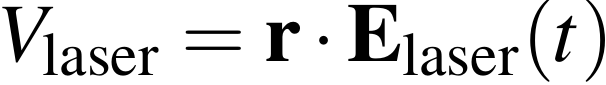 V_laser = r · E_laser(t)